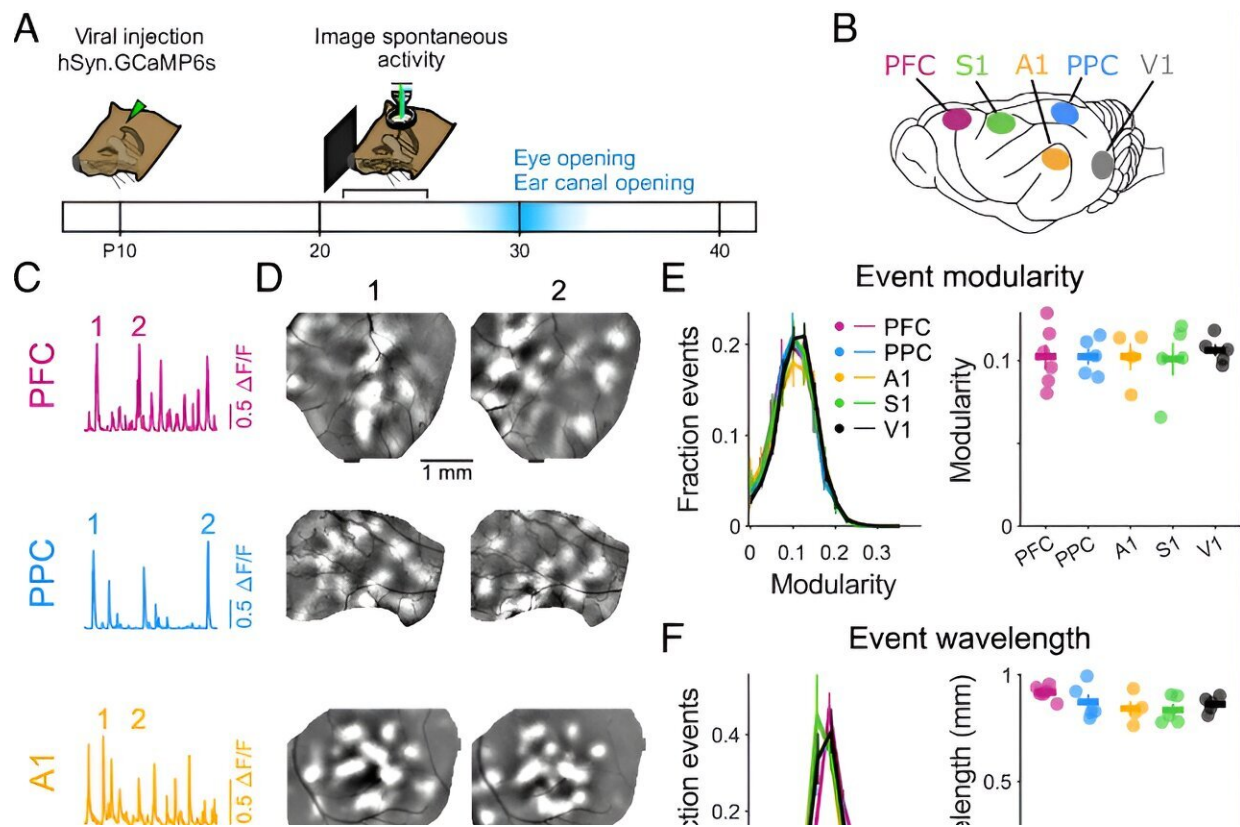 A
Viral injection
hSyn.GCaMP6s
Image spontaneous
activity
Eye opening
Ear canal opening
P10
20
30
40
B
PFC S1 A1 PPC V1
C
PFC
1 2
0.5 ΔF/F
PPC
1 2
0.5 ΔF/F
A1
1 2
0.5 ΔF/F
D
1 2
1 mm
E
Event modularity
Fraction events
0.2
0.1
0
0 0.1 0.2 0.3
Modularity
PFC
PPC
A1
S1
V1
Modularity
0.1
0
PFC PPC A1 S1 V1
F
Event wavelength
0.4
0.2
1
0.5
(mm)